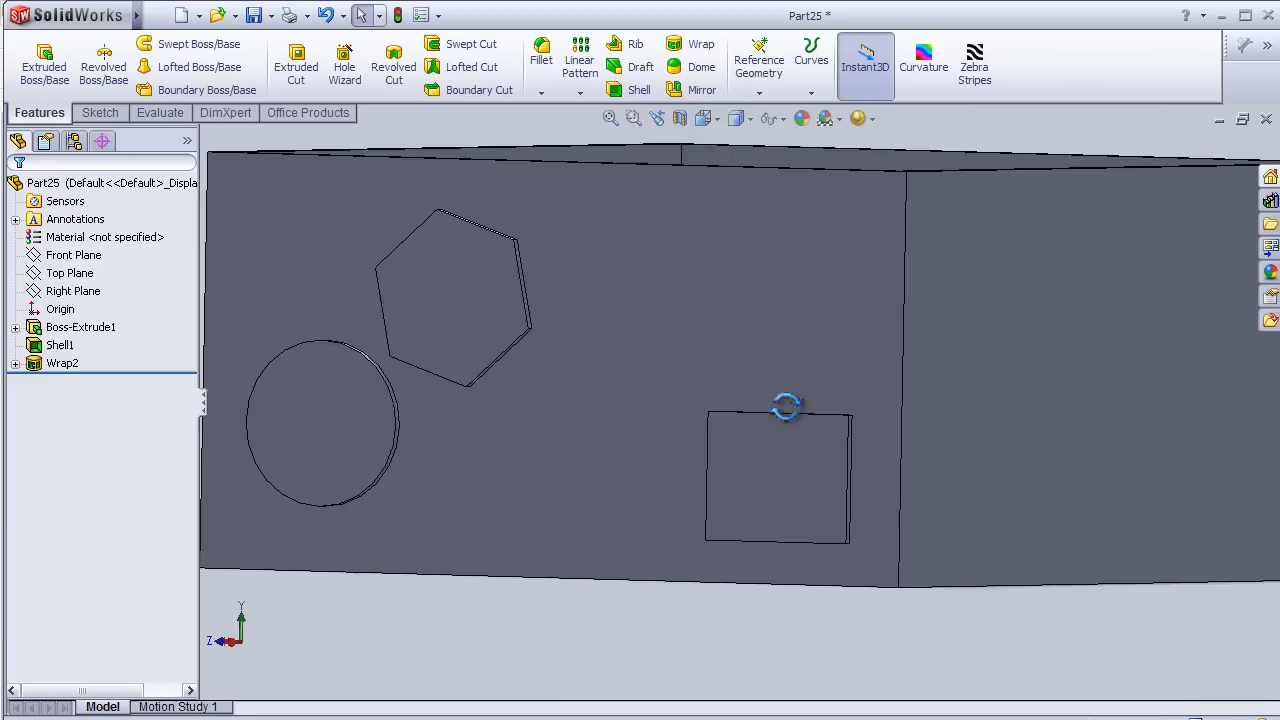 SW SolidWorks
Part25 *
Extruded Boss/Base
Revolved Boss/Base
Swept Boss/Base
Lofted Boss/Base
Boundary Boss/Base
Extruded Cut
Hole Wizard
Revolved Cut
Swept Cut
Lofted Cut
Boundary Cut
Fillet
Linear Pattern
Rib
Draft
Shell
Wrap
Dome
Mirror
Reference Geometry
Curves
Instant3D
Curvature
Zebra Stripes
Features Sketch Evaluate DimXpert Office Products
Part25 (Default<<Default>_Displa
Sensors
A Annotations
Material <not specified>
Front Plane
Top Plane
Right Plane
Origin
Boss-Extrude1
Shell1
Wrap2
Y
Z
Model Motion Study 1